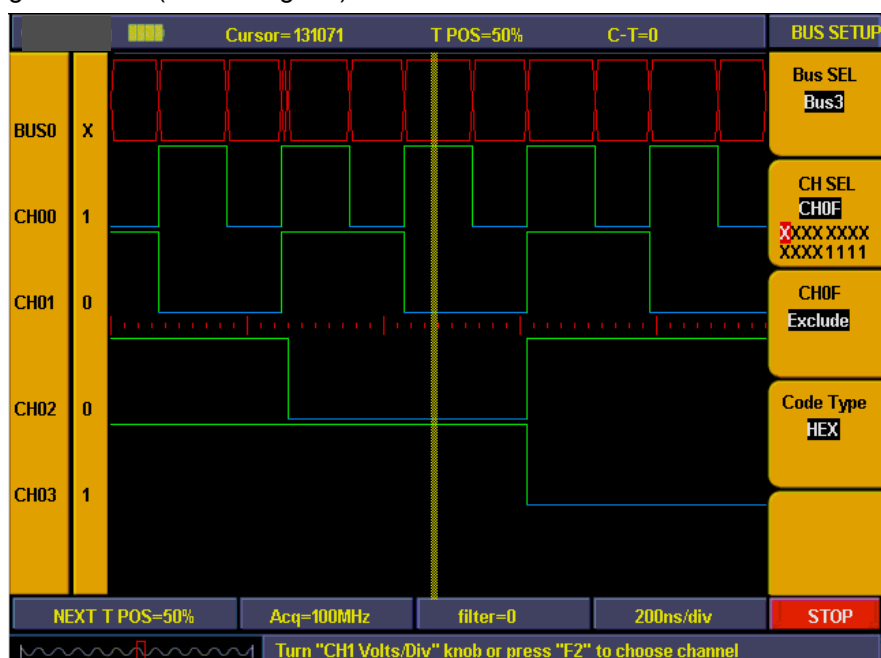 Cursor=131071 T POS=50% C-T=0 BUS SETUP
Bus SEL
Bus3
BUS0 X
CH SEL
CH0F
XXXX XXXX
XXXX 1111
CH00 1
CH0F
Exclude
CH01 0
Code Type
HEX
CH02 0
CH03 1
NEXT T POS=50% Acq=100MHz filter=0 200ns/div STOP
Turn "CH1 Volts/Div" knob or press "F2" to choose channel